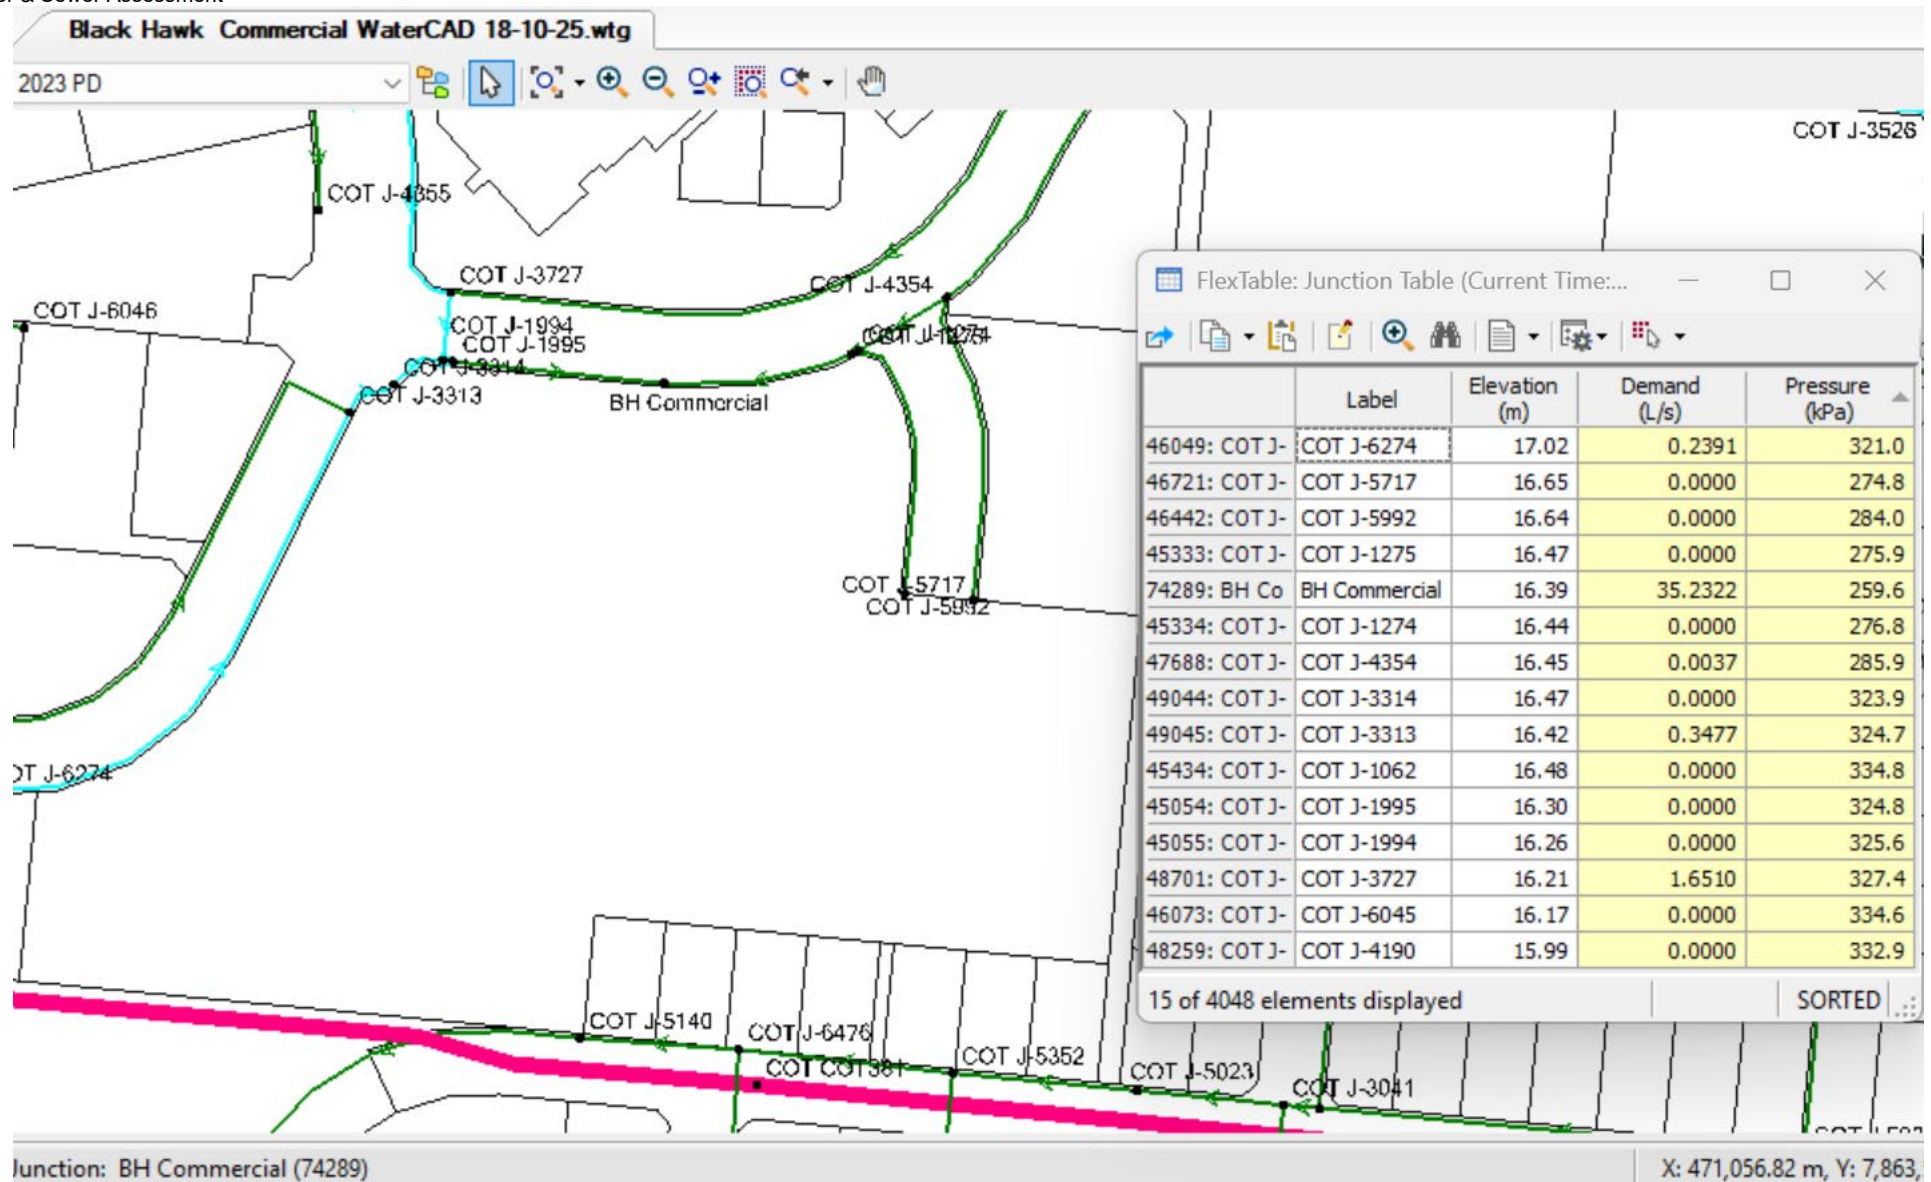 Black Hawk Commercial WaterCAD 18-10-25.wtg
2023 PD
COT J-3526
COT J-4355
COT J-3727
COT J-4354
COT J-6046
COT J-1994
COT J-1995
COT J-3314
COT J-3313
BH Commercial
COT J-5717
COT J-5992
COT J-5140
COT J-6476
COT COT381
COT J-5352
COT J-5023
COT J-3041
FlexTable: Junction Table (Current Time:...
Label Elevation (m) Demand (L/s) Pressure (kPa)
46049: COT J- COT J-6274 17.02 0.2391 321.0
46721: COT J- COT J-5717 16.65 0.0000 274.8
46442: COT J- COT J-5992 16.64 0.0000 284.0
45333: COT J- COT J-1275 16.47 0.0000 275.9
74289: BH Co BH Commercial 16.39 35.2322 259.6
45334: COT J- COT J-1274 16.44 0.0000 276.8
47688: COT J- COT J-4354 16.45 0.0037 285.9
49044: COT J- COT J-3314 16.47 0.0000 323.9
49045: COT J- COT J-3313 16.42 0.3477 324.7
45434: COT J- COT J-1062 16.48 0.0000 334.8
45054: COT J- COT J-1995 16.30 0.0000 324.8
45055: COT J- COT J-1994 16.26 0.0000 325.6
48701: COT J- COT J-3727 16.21 1.6510 327.4
46073: COT J- COT J-6045 16.17 0.0000 334.6
48259: COT J- COT J-4190 15.99 0.0000 332.9
15 of 4048 elements displayed SORTED
Junction: BH Commercial (74289)
X: 471,056.82 m, Y: 7,863,